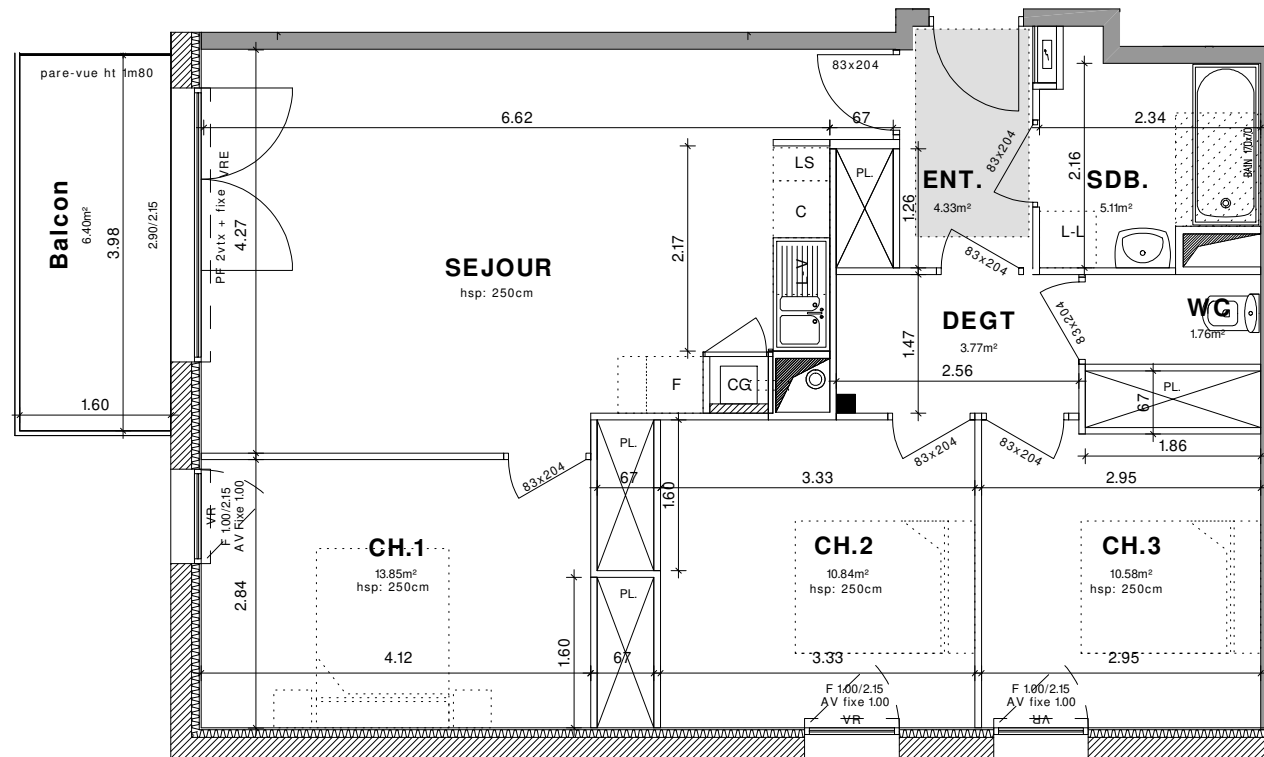 pare-vue ht 1m80
Balcon
6.40m²
3.98
2.90/2.15
1.60
PF 2vtx + fixe VRE
4.27
6.62
67
2.34
83x204
SEJOUR
hsp: 250cm
2.17
LS
C
L-V
F
CG
PL.
1.26
ENT.
4.33m²
83x204
2.16
SDB.
5.11m²
BAIN 170x70
L-L
83x204
DEGT
3.77m²
1.47
2.56
83x204
WC
1.76m²
PL.
67
1.86
83x204
83x204
83x204
PL.
67
1.60
3.33
2.95
VR
F 1.00/2.15
AV Fixe 1.00
2.84
CH.1
13.85m²
hsp: 250cm
CH.2
10.84m²
hsp: 250cm
CH.3
10.58m²
hsp: 250cm
PL.
1.60
4.12
67
3.33
2.95
F 1.00/2.15
AV fixe 1.00
VR
F 1.00/2.15
AV fixe 1.00
VR